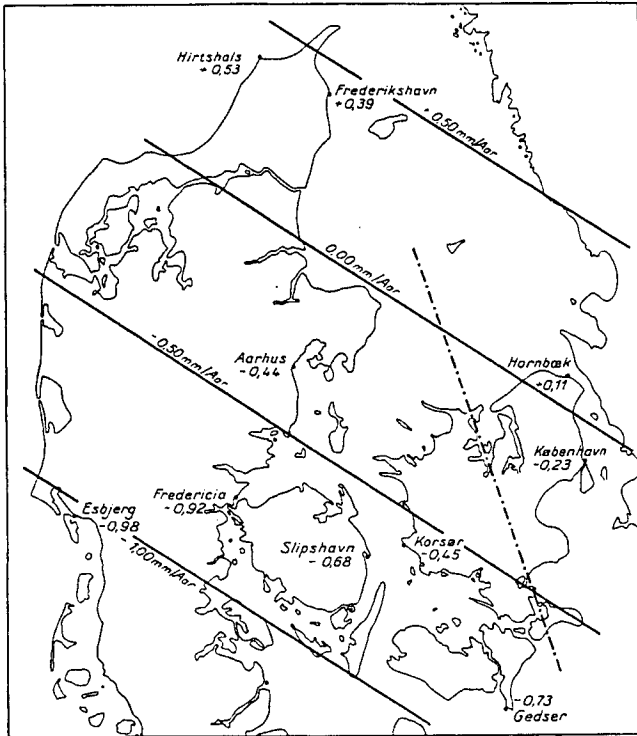 Hirtshals
+ 0,53
Frederikshavn
+0,39
+ 0,50 mm/Aar
0,00 mm/Aar
- 0,50 mm/Aar
Aarhus
- 0,44
Hornbæk
+0,11
København
- 0,23
Fredericia
- 0,92
Esbjerg
- 0,98
- 1,00 mm/Aar
Slipshavn
- 0,68
Korsør
- 0,45
- 0,73
Gedser